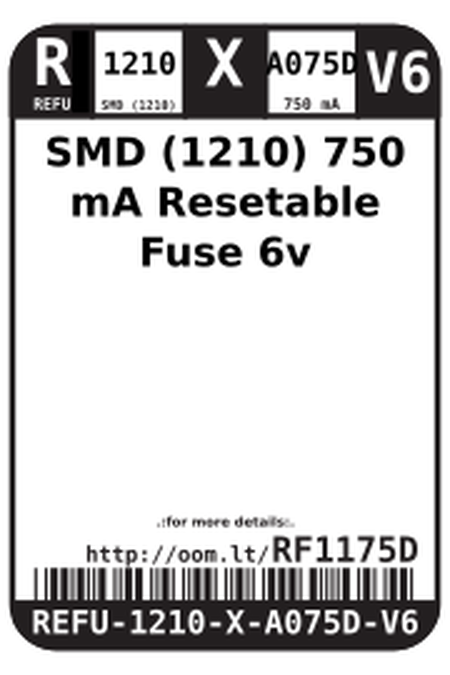 R 1210 X A075D V6
REFU SMD (1210) 750 mA
SMD (1210) 750
mA Resetable
Fuse 6v
.:for more details:.
http://oom.lt/RF1175D
REFU-1210-X-A075D-V6